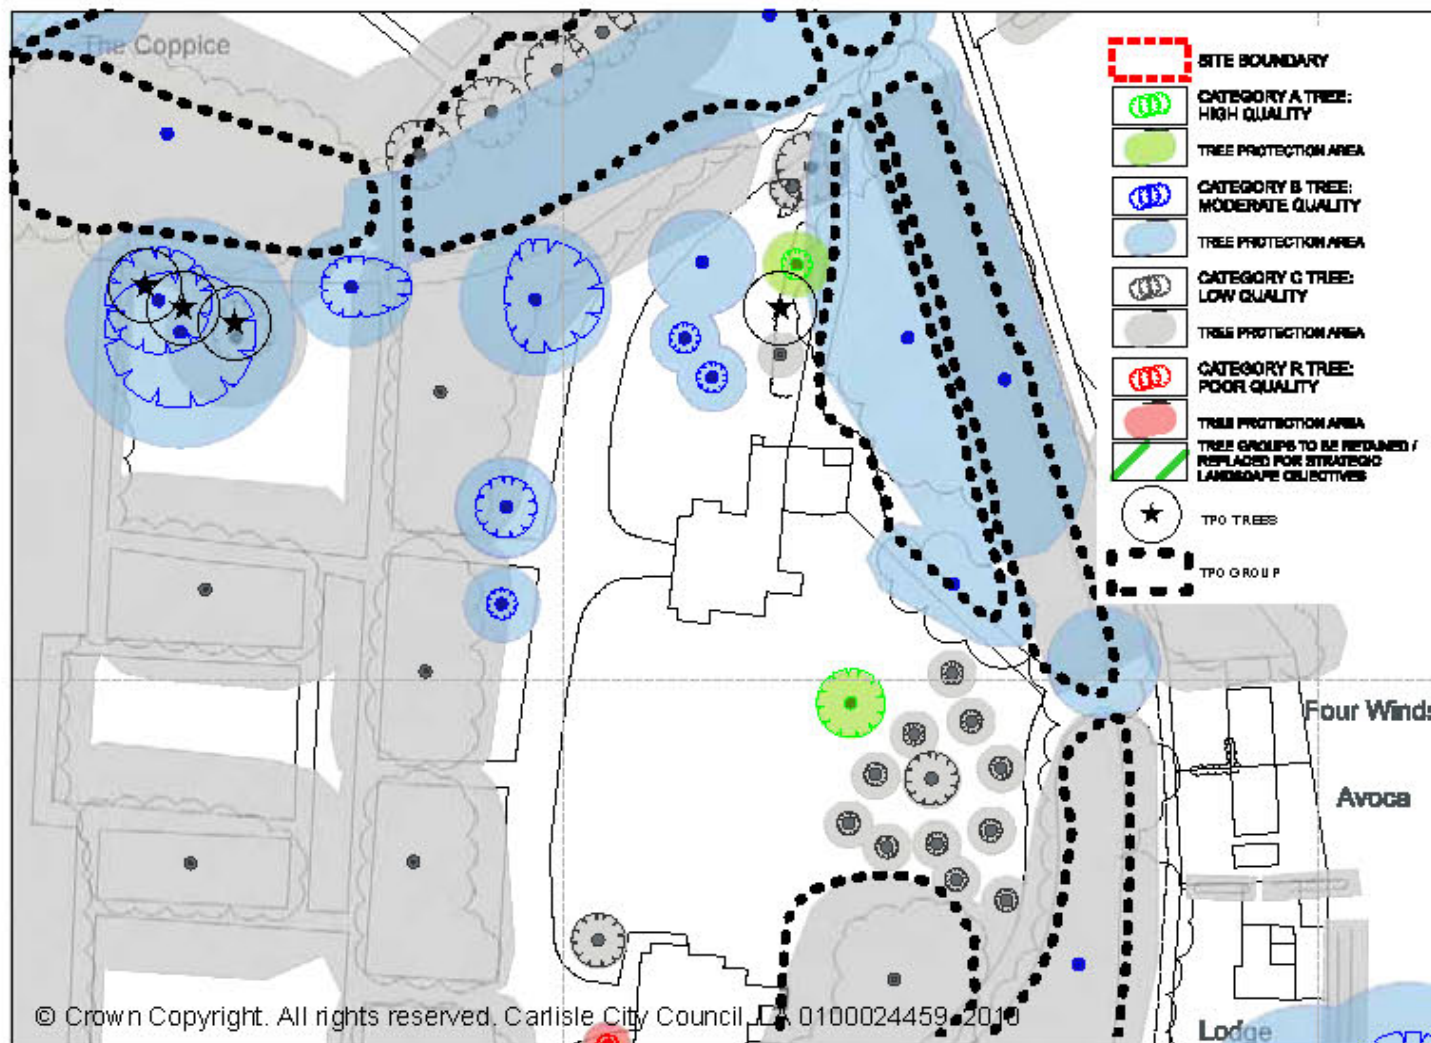 The Coppice
SITE BOUNDARY
CATEGORY A TREE:
HIGH QUALITY
TREE PROTECTION AREA
CATEGORY B TREE:
MODERATE QUALITY
TREE PROTECTION AREA
CATEGORY C TREE:
LOW QUALITY
TREE PROTECTION AREA
CATEGORY R TREE:
POOR QUALITY
TREE PROTECTION AREA
TREE GROUPS TO BE RETAINED /
REPLACED FOR STRATEGIC
LANDSCAPE OBJECTIVES
TPO TREES
TPO GROUP
Four Winds
Avoca
© Crown Copyright. All rights reserved. Carlisle City Council, LA 0100024459, 2010
Lodge